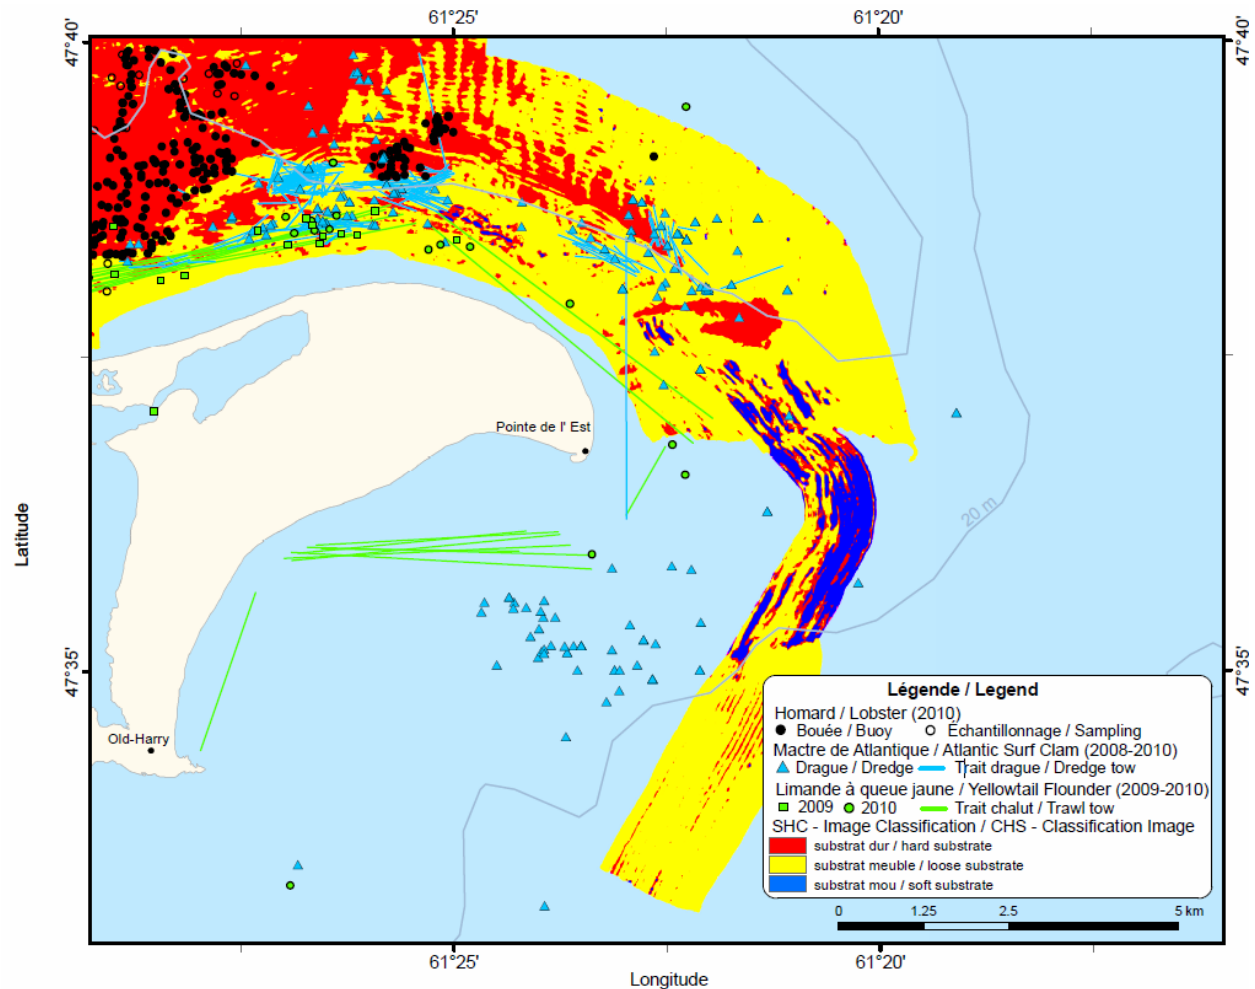 61°25' 61°20'
47°40' 47°40'
Pointe de l' Est
20 m
Latitude
47°35' 47°35'
Old-Harry
Légende / Legend
Homard / Lobster (2010)
Bouée / Buoy Échantillonnage / Sampling
Mactre de Atlantique / Atlantic Surf Clam (2008-2010)
Drague / Dredge Trait drague / Dredge tow
Limande à queue jaune / Yellowtail Flounder (2009-2010)
2009 2010 Trait chalut / Trawl tow
SHC - Image Classification / CHS - Classification Image
substrat dur / hard substrate
substrat meuble / loose substrate
substrat mou / soft substrate
0 1.25 2.5 5 km
61°25' 61°20'
Longitude